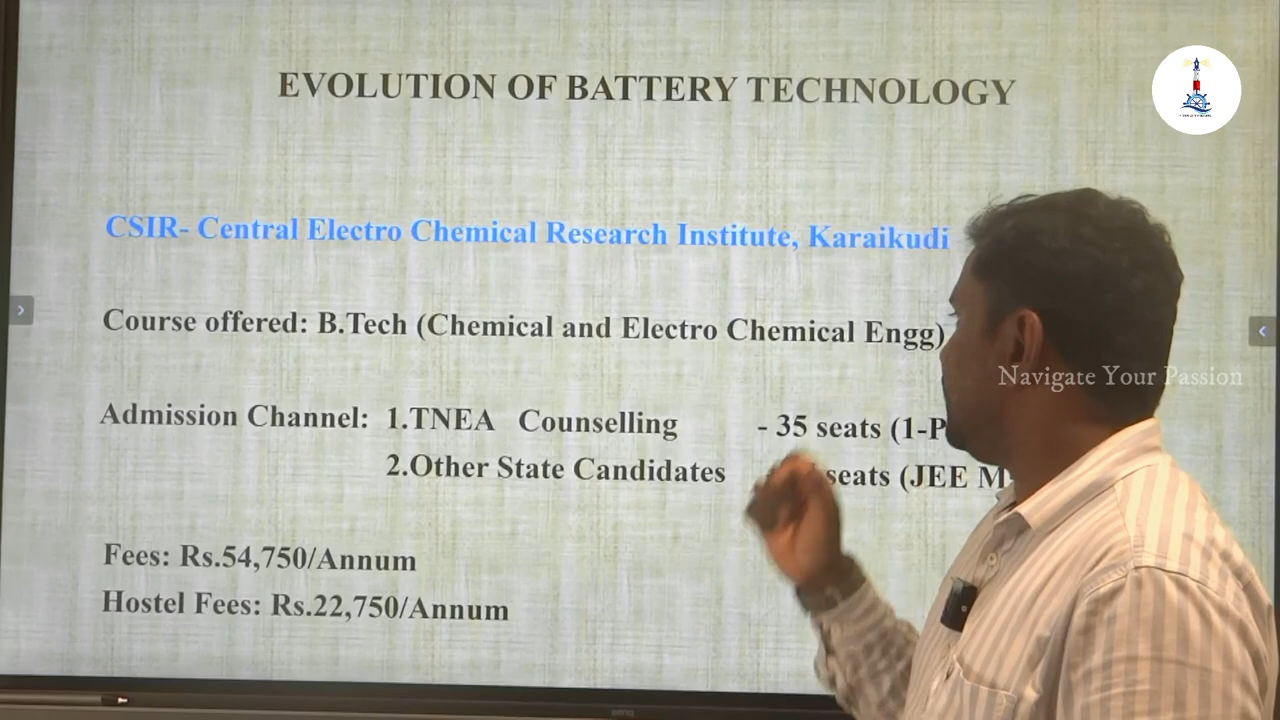 EVOLUTION OF BATTERY TECHNOLOGY
CSIR- Central Electro Chemical Research Institute, Karaikudi
Course offered: B.Tech (Chemical and Electro Chemical Engg)
Admission Channel: 1.TNEA Counselling - 35 seats (1-P
2.Other State Candidates seats (JEE M
Navigate Your Passion
Fees: Rs.54,750/Annum
Hostel Fees: Rs.22,750/Annum
BenQ